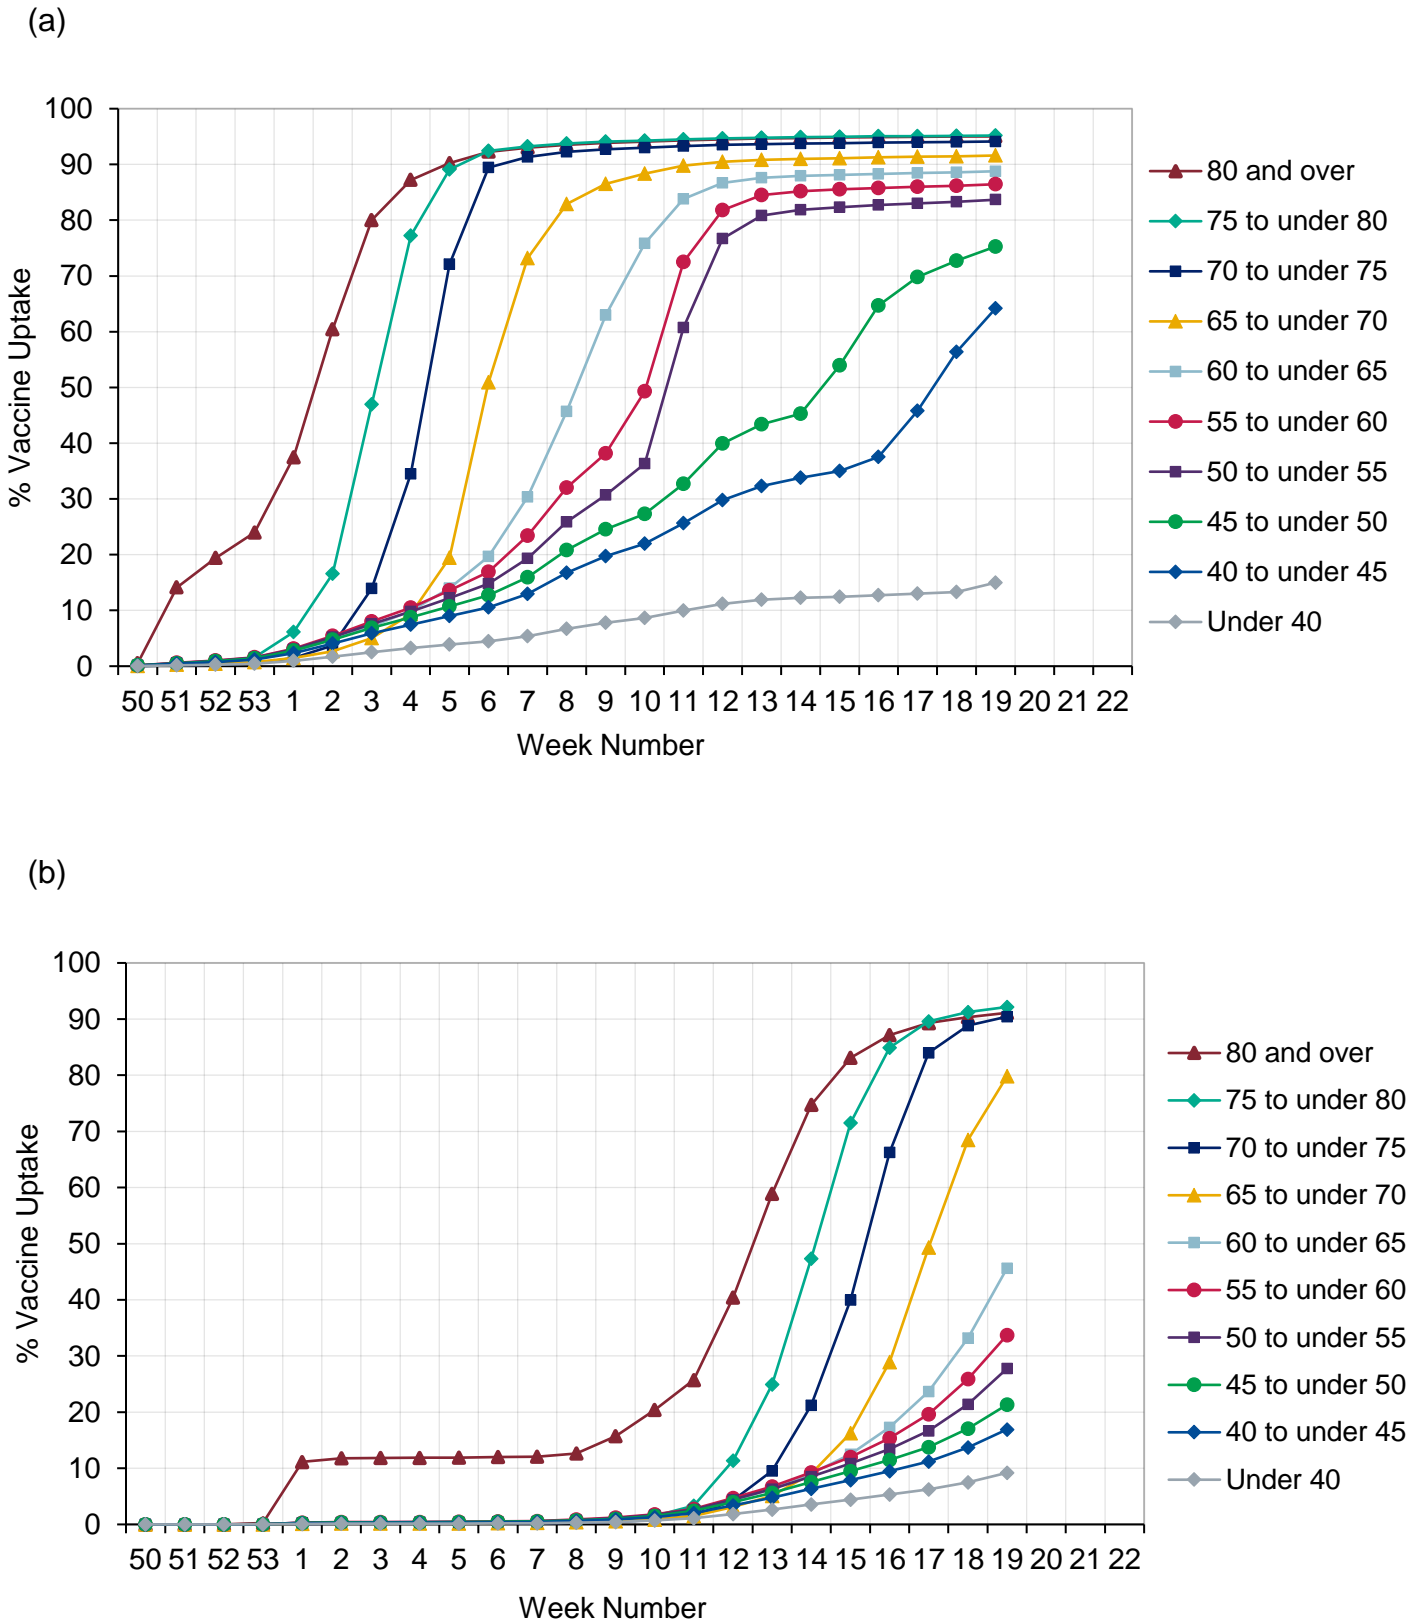 (a)
100
90
80
70
60
50
40
30
20
10
0
% Vaccine Uptake
50 51 52 53 1 2 3 4 5 6 7 8 9 10 11 12 13 14 15 16 17 18 19 20 21 22
Week Number
80 and over
75 to under 80
70 to under 75
65 to under 70
60 to under 65
55 to under 60
50 to under 55
45 to under 50
40 to under 45
Under 40
(b)
100
90
80
70
60
50
40
30
20
10
0
% Vaccine Uptake
50 51 52 53 1 2 3 4 5 6 7 8 9 10 11 12 13 14 15 16 17 18 19 20 21 22
Week Number
80 and over
75 to under 80
70 to under 75
65 to under 70
60 to under 65
55 to under 60
50 to under 55
45 to under 50
40 to under 45
Under 40